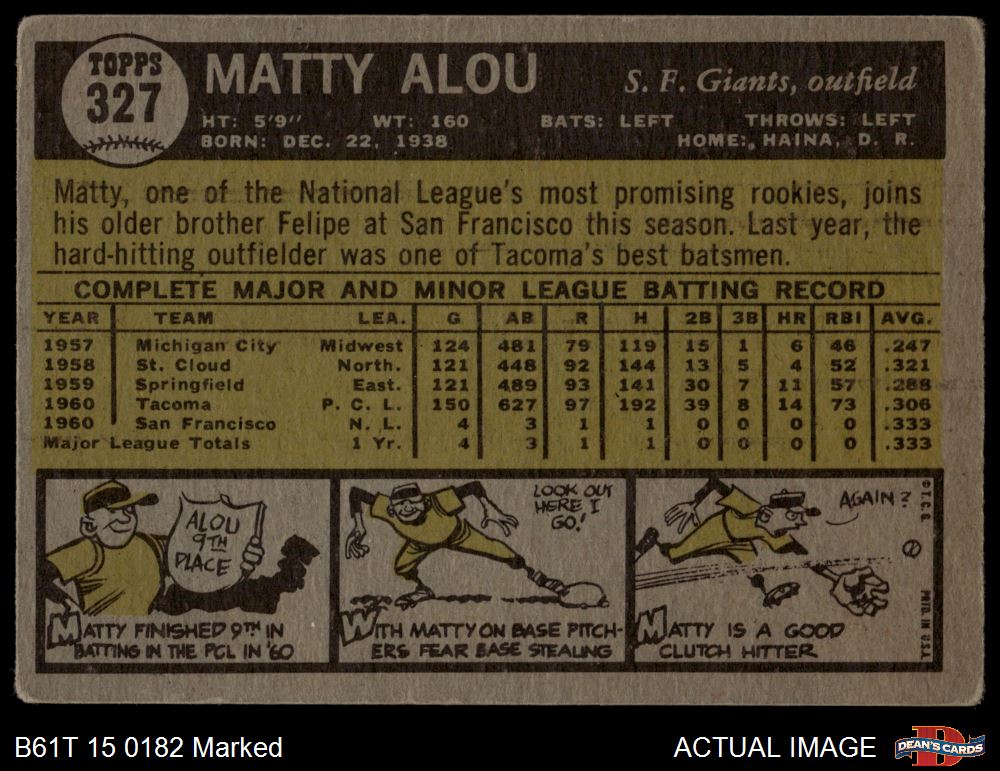 TOPPS
327
MATTY ALOU
S. F. Giants, outfield
HT: 5'9" WT: 160 BATS: LEFT THROWS: LEFT
BORN: DEC. 22, 1938 HOME: HAINA, D. R.
Matty, one of the National League's most promising rookies, joins
his older brother Felipe at San Francisco this season. Last year, the
hard-hitting outfielder was one of Tacoma's best batsmen.
COMPLETE MAJOR AND MINOR LEAGUE BATTING RECORD
YEAR TEAM LEA. G AB R H 2B 3B HR RBI AVG.
1957 Michigan City Midwest 124 481 79 119 15 1 6 46 .247
1958 St. Cloud North. 121 448 92 144 13 5 4 52 .321
1959 Springfield East. 121 489 93 141 30 7 11 57 .288
1960 Tacoma P. C. L. 150 627 97 192 39 8 14 73 .306
1960 San Francisco N. L. 4 3 1 1 0 0 0 0 .333
Major League Totals 1 Yr. 4 3 1 1 0 0 0 0 .333
ALOU
9TH
PLACE
MATTY FINISHED 9TH IN
BATTING IN THE PCL IN '60
LOOK OUT
HERE I
GO!
WITH MATTY ON BASE PITCH-
ERS FEAR BASE STEALING
AGAIN?
MATTY IS A GOOD
CLUTCH HITTER
© T. C. G.
PRTD. IN U.S.A.
B61T 15 0182 Marked
ACTUAL IMAGE
DEAN'S CARDS